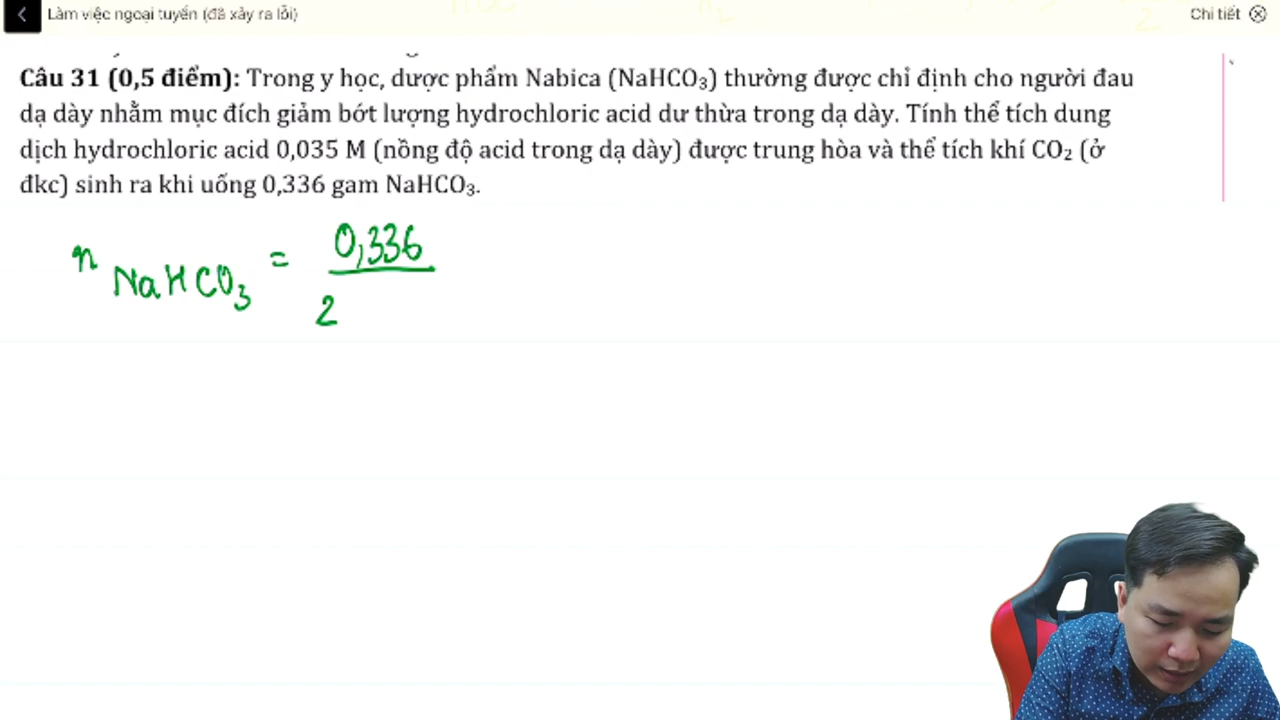 Làm việc ngoại tuyến (đã xảy ra lỗi)
Chi tiết
Câu 31 (0,5 điểm): Trong y học, dược phẩm Nabica (NaHCO₃) thường được chỉ định cho người đau
dạ dày nhằm mục đích giảm bớt lượng hydrochloric acid dư thừa trong dạ dày. Tính thể tích dung
dịch hydrochloric acid 0,035 M (nồng độ acid trong dạ dày) được trung hòa và thể tích khí CO₂ (ở
đkc) sinh ra khi uống 0,336 gam NaHCO₃.
n NaHCO₃ = 0,336
2